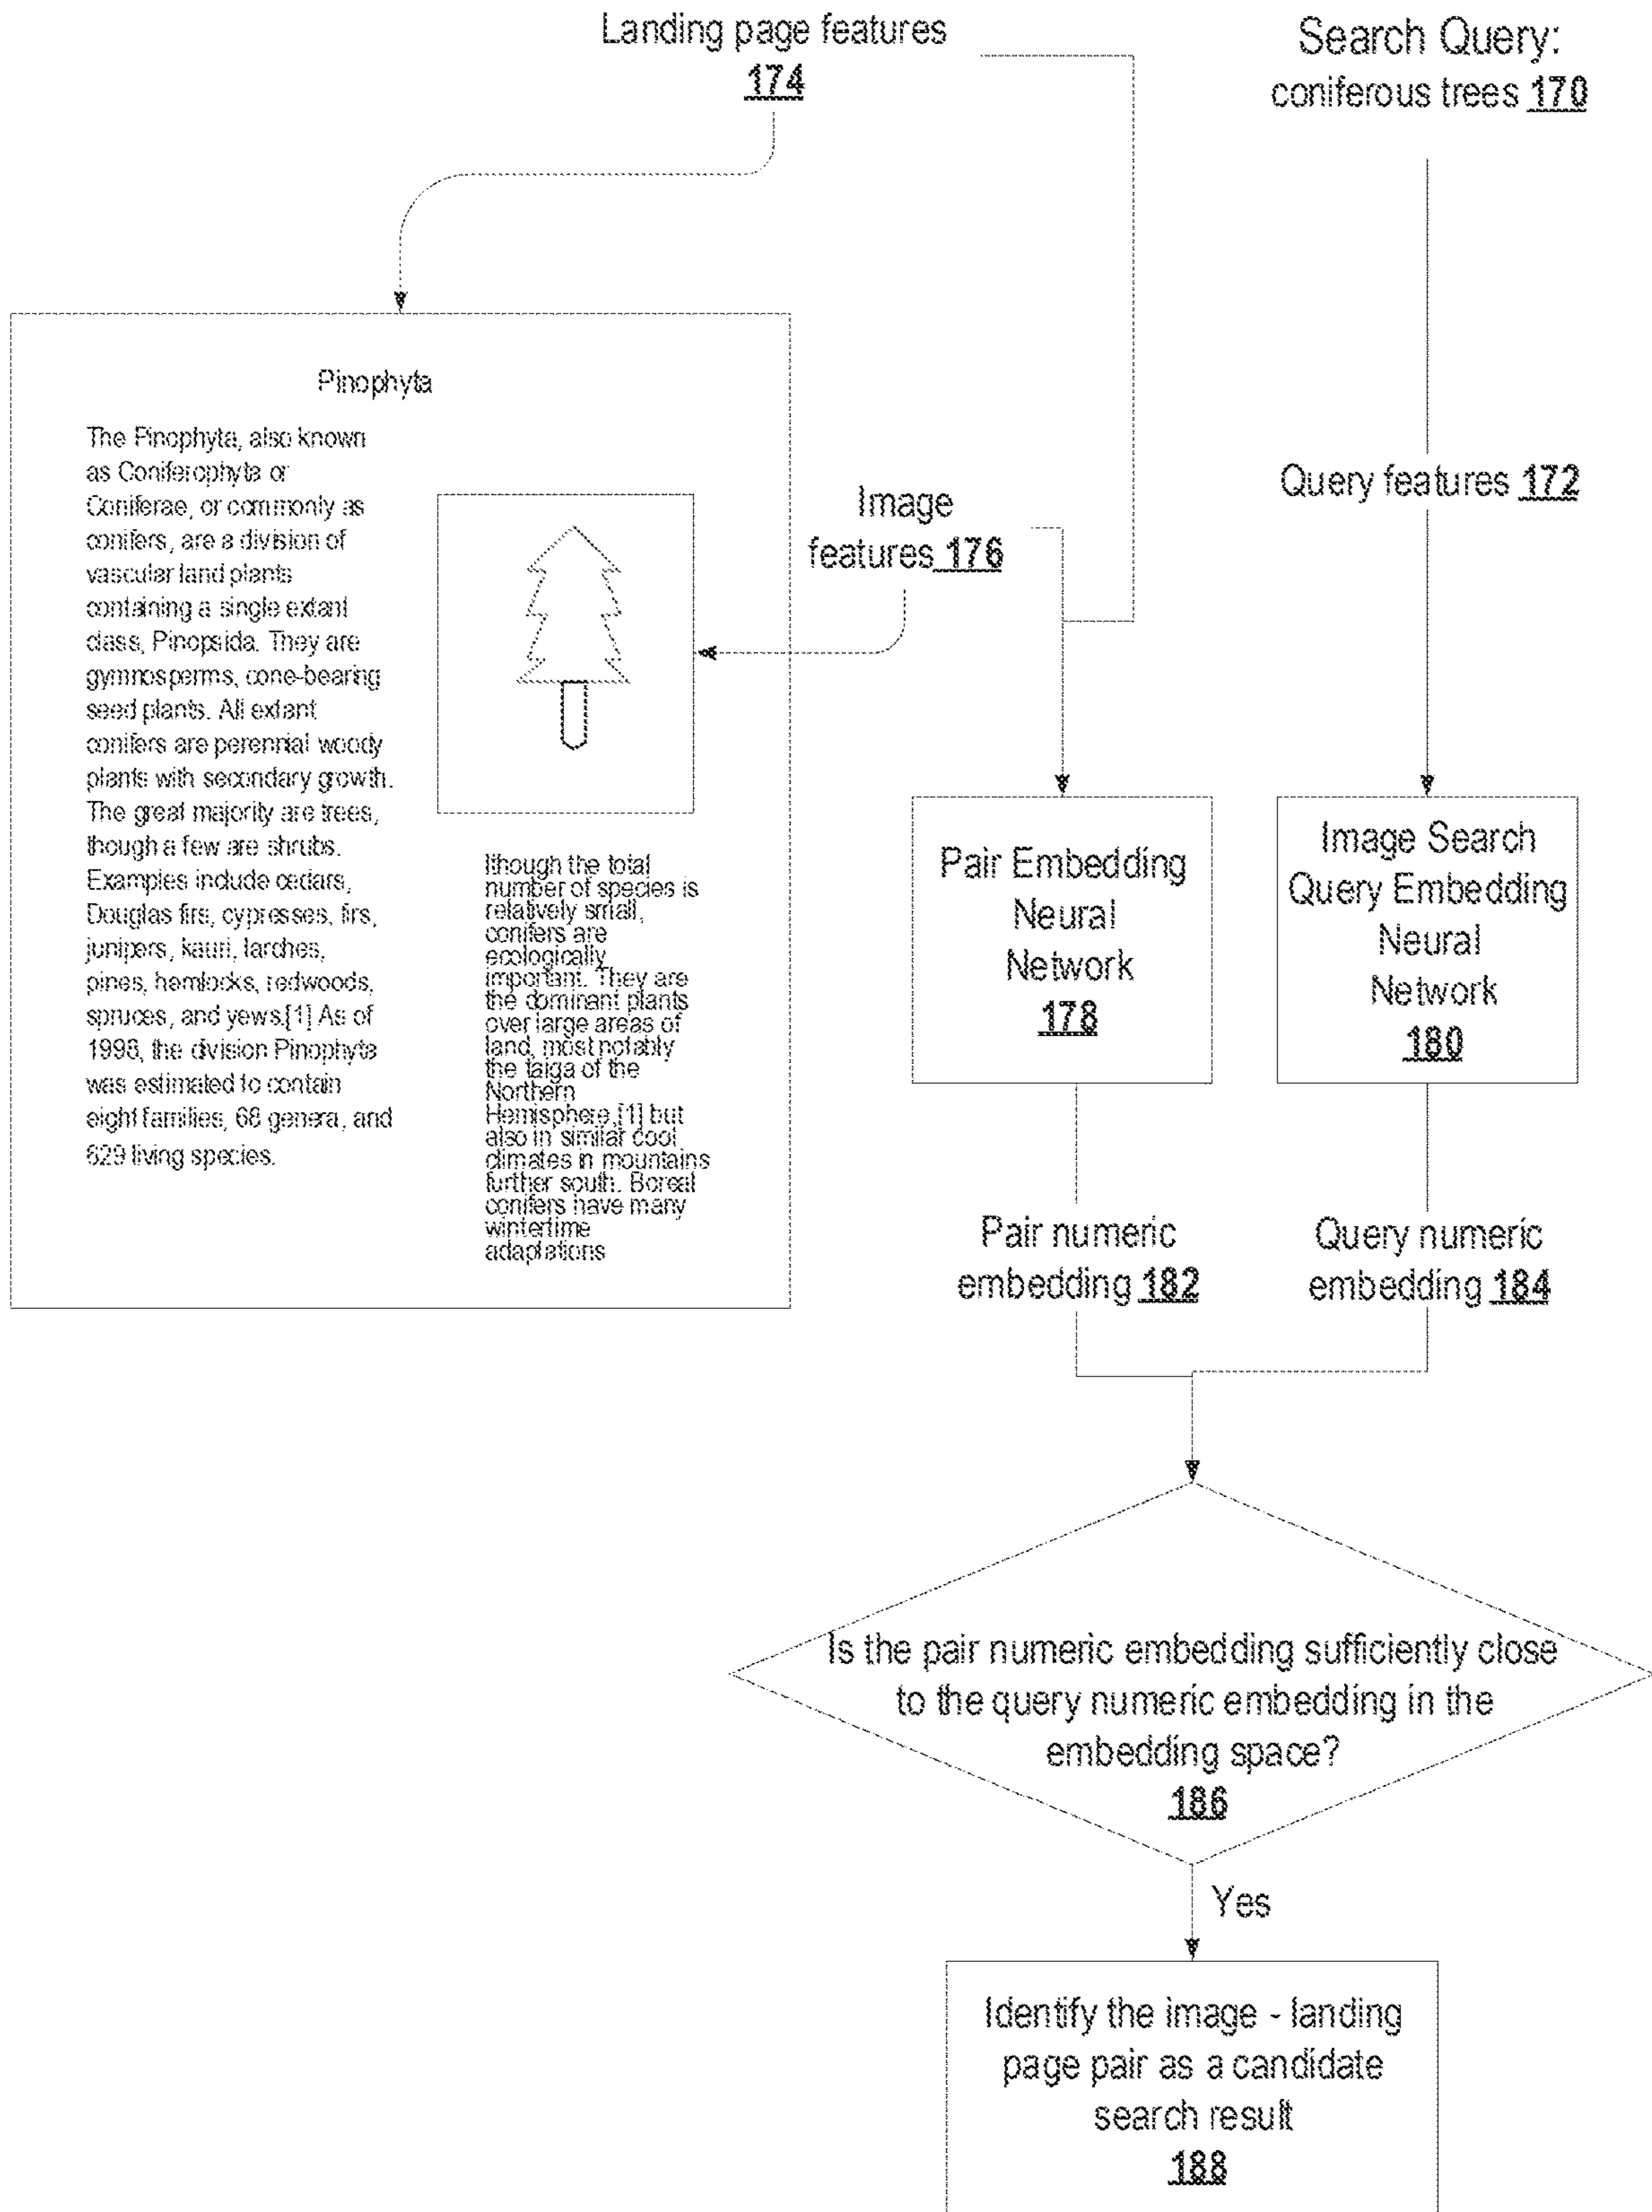 Landing page features
174
Search Query:
coniferous trees 170
Pinophyta
The Pinophyta, also known
as Coniferophyta or
Coniferae, or commonly as
conifers, are a division of
vascular land plants
containing a single extant
class, Pinopsida. They are
gymnosperms, cone-bearing
seed plants. All extant
conifers are perennial woody
plants with secondary growth.
The great majority are trees,
though a few are shrubs.
Examples include cedars,
Douglas firs, cypresses, firs,
junipers, kauri, larches,
pines, hemlocks, redwoods,
spruces, and yews.[1] As of
1998, the division Pinophyta
was estimated to contain
eight families, 68 genera, and
629 living species.
lthough the total
number of species is
relatively small,
conifers are
ecologically
important. They are
the dominant plants
over large areas of
land, most notably
the taiga of the
Northern
Hemisphere,[1] but
also in similar cool
climates in mountains
further south. Boreal
conifers have many
wintertime
adaptations
Image
features 176
Query features 172
Pair Embedding
Neural
Network
178
Image Search
Query Embedding
Neural
Network
180
Pair numeric
embedding 182
Query numeric
embedding 184
Is the pair numeric embedding sufficiently close
to the query numeric embedding in the
embedding space?
186
Yes
Identify the image - landing
page pair as a candidate
search result
188